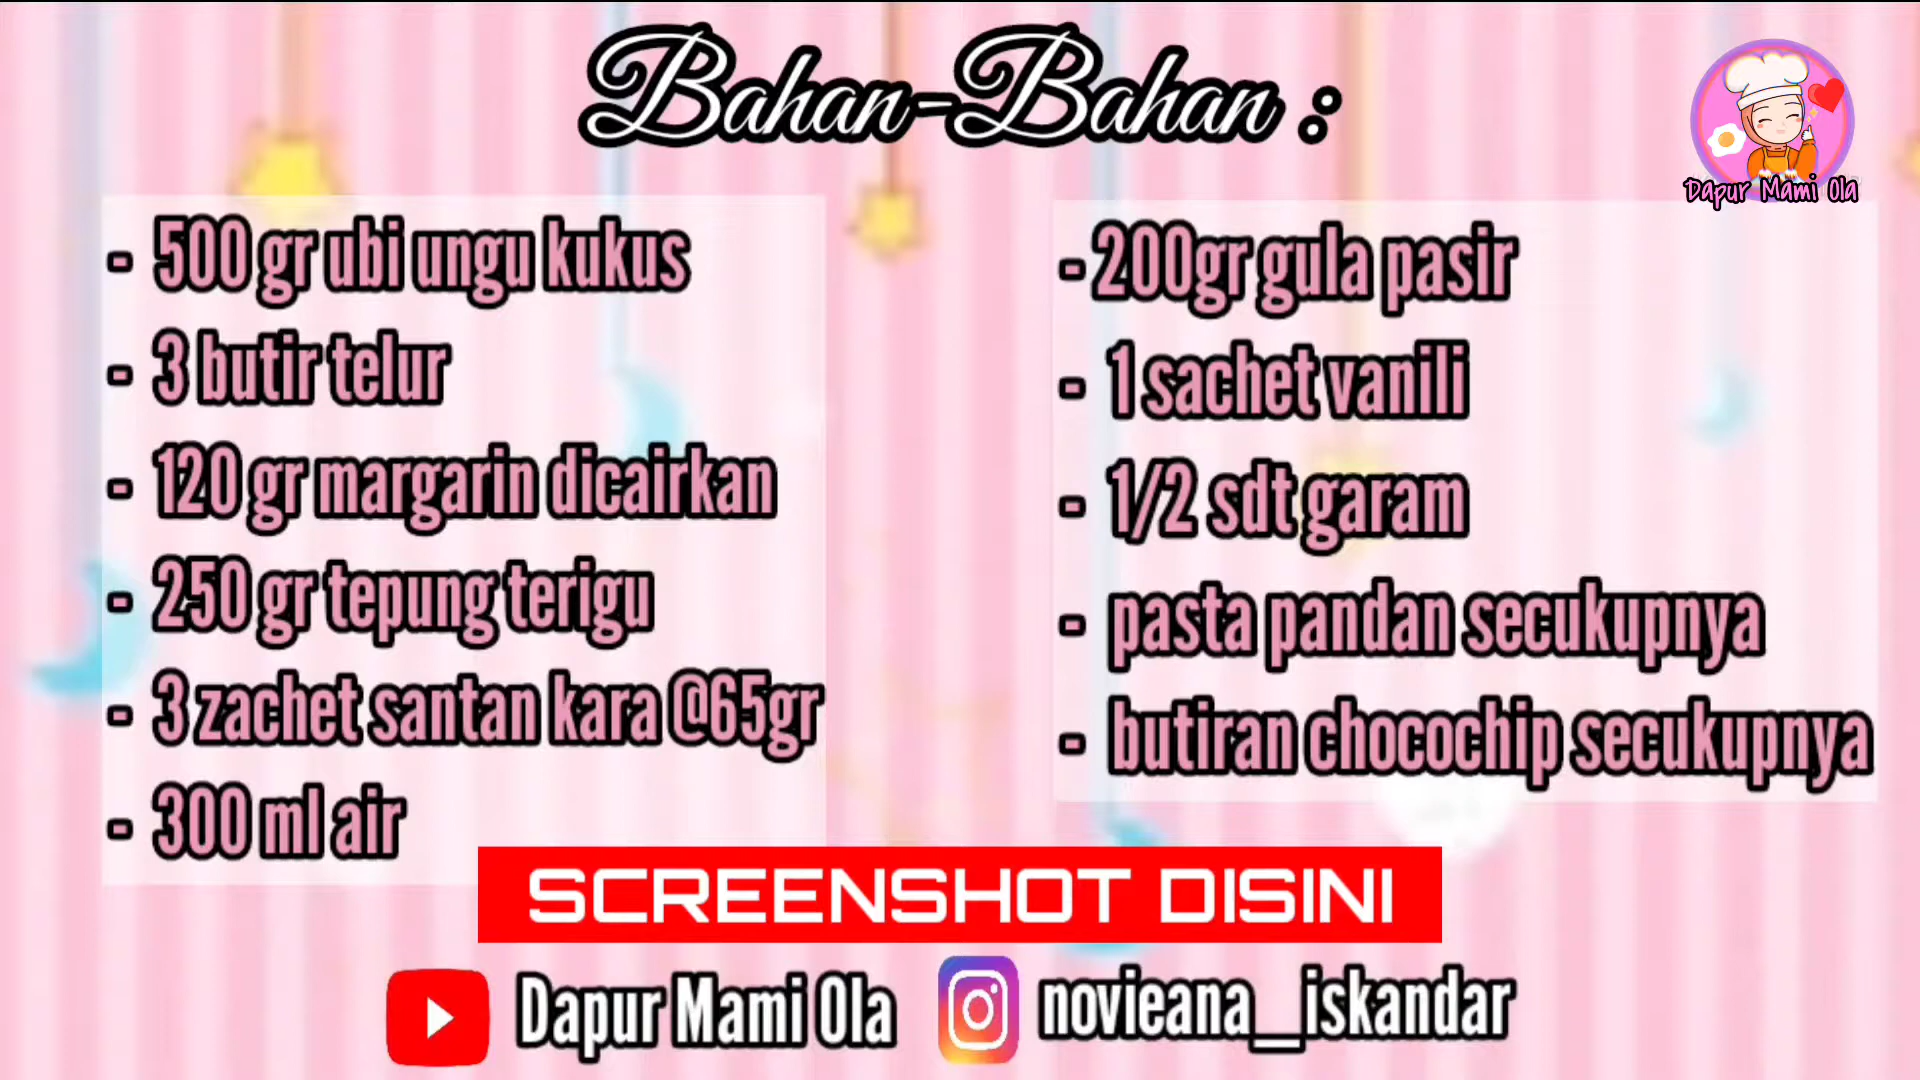 Bahan-Bahan :
Dapur Mami Ola
- 500 gr ubi ungu kukus
- 3 butir telur
- 120 gr margarin dicairkan
- 250 gr tepung terigu
- 3 zachet santan kara @65gr
- 300 ml air
-200gr gula pasir
- 1 sachet vanili
- 1/2 sdt garam
- pasta pandan secukupnya
- butiran chocochip secukupnya
SCREENSHOT DISINI
Dapur Mami Ola
novieana_iskandar